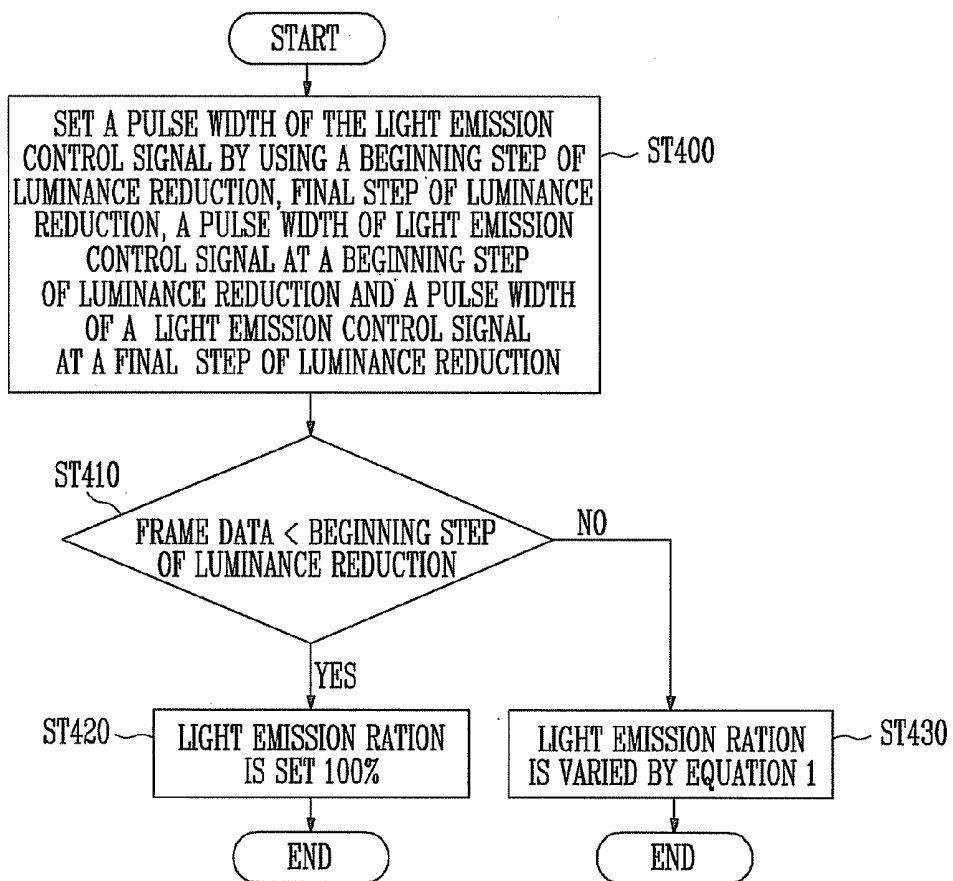 START
SET A PULSE WIDTH OF THE LIGHT EMISSION
CONTROL SIGNAL BY USING A BEGINNING STEP OF
LUMINANCE REDUCTION, FINAL STEP OF LUMINANCE
REDUCTION, A PULSE WIDTH OF LIGHT EMISSION
CONTROL SIGNAL AT A BEGINNING STEP
OF LUMINANCE REDUCTION AND A PULSE WIDTH
OF A LIGHT EMISSION CONTROL SIGNAL
AT A FINAL STEP OF LUMINANCE REDUCTION
ST400
ST410
FRAME DATA < BEGINNING STEP
OF LUMINANCE REDUCTION
NO
YES
ST420
LIGHT EMISSION RATION
IS SET 100%
LIGHT EMISSION RATION
IS VARIED BY EQUATION 1
ST430
END
END